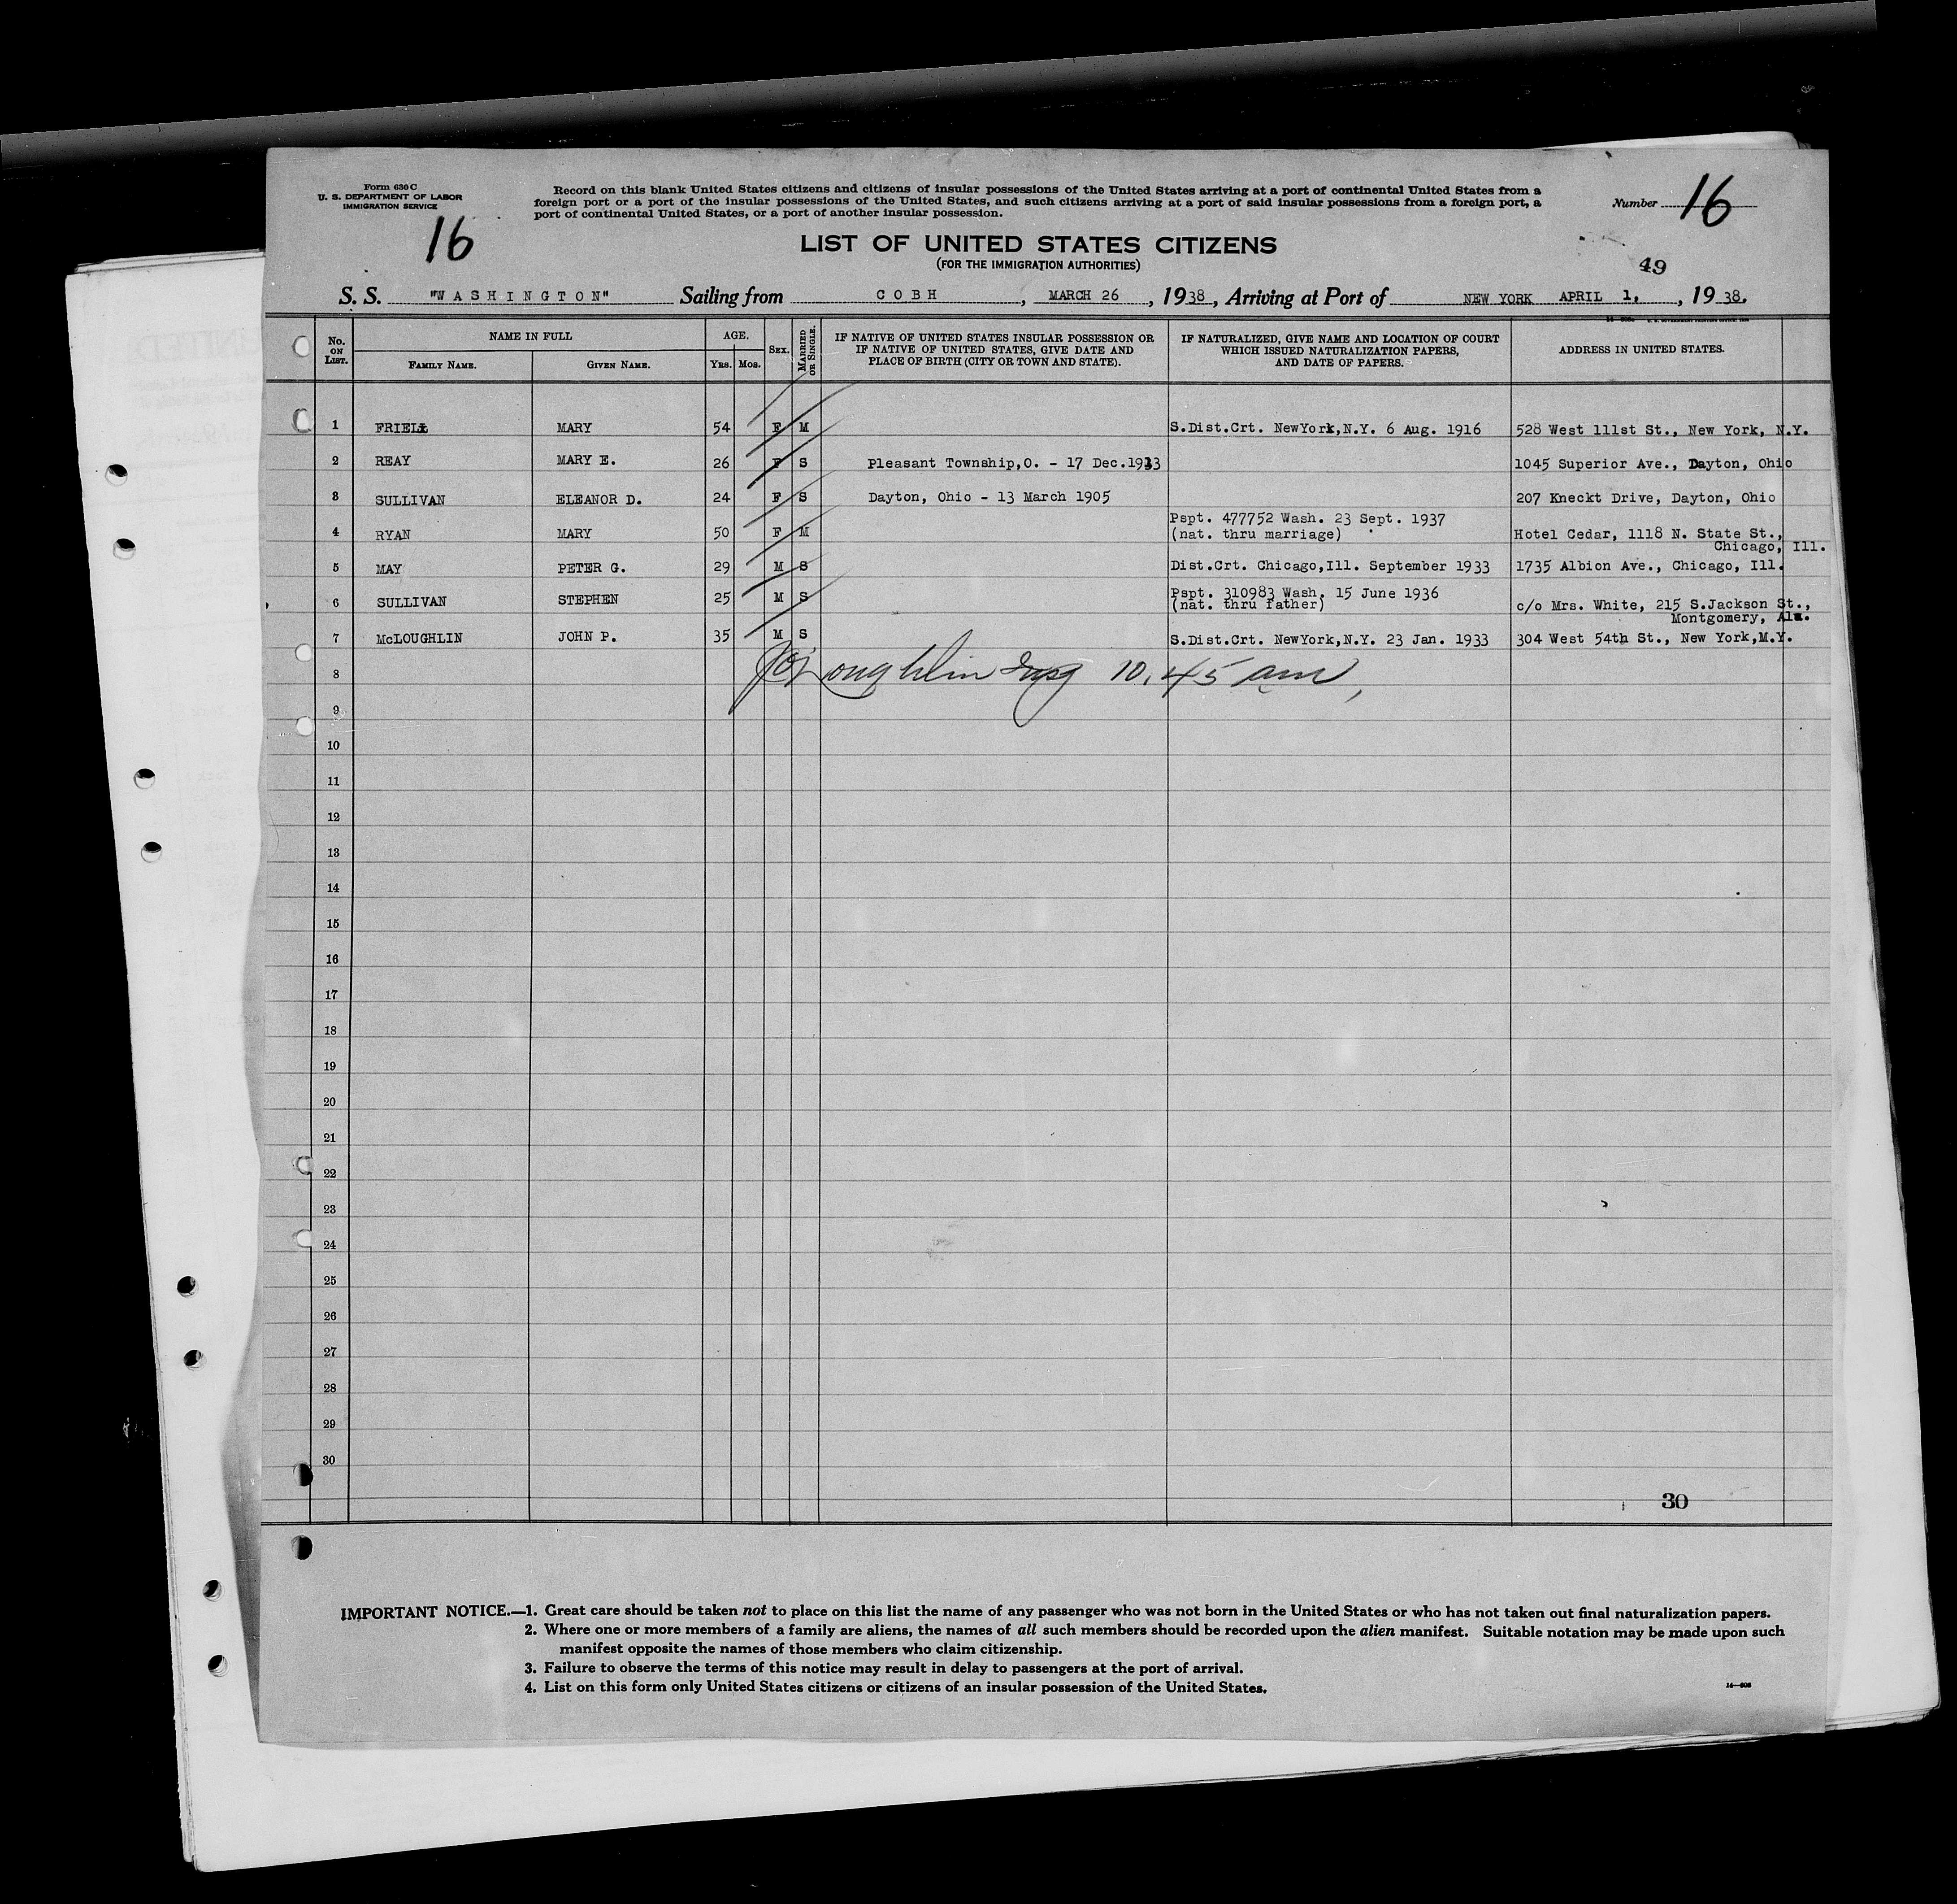 Form 630 C
U. S. DEPARTMENT OF LABOR
IMMIGRATION SERVICE
16
Record on this blank United States citizens and citizens of insular possessions of the United States arriving at a port of continental United States from a
foreign port or a port of the insular possessions of the United States, and such citizens arriving at a port of said insular possessions from a foreign port, a
port of continental United States, or a port of another insular possession.
Number 16
LIST OF UNITED STATES CITIZENS
(FOR THE IMMIGRATION AUTHORITIES)
49
S. S. "WASHINGTON" Sailing from COBH, MARCH 26, 1938, Arriving at Port of NEW YORK APRIL 1, , 1938.
No. ON LIST. NAME IN FULL FAMILY NAME. GIVEN NAME. AGE. YRS. MOS. SEX. MARRIED OR SINGLE. IF NATIVE OF UNITED STATES INSULAR POSSESSION OR IF NATIVE OF UNITED STATES, GIVE DATE AND PLACE OF BIRTH (CITY OR TOWN AND STATE). IF NATURALIZED, GIVE NAME AND LOCATION OF COURT WHICH ISSUED NATURALIZATION PAPERS, AND DATE OF PAPERS. ADDRESS IN UNITED STATES.
1 FRIEL MARY 54 F M S.Dist.Crt. NewYork,N.Y. 6 Aug. 1916 528 West 111st St., New York, N.Y.
2 REAY MARY E. 26 F S Pleasant Township,O. - 17 Dec. 1045 Superior Ave., Dayton, Ohio
3 SULLIVAN ELEANOR D. 24 F S Dayton, Ohio - 13 March 1905 207 Kneckt Drive, Dayton, Ohio
4 RYAN MARY 50 F M Pspt. 477752 Wash. 23 Sept. 1937
(nat. thru marriage) Hotel Cedar, 1118 N. State St.,
Chicago, Ill.
5 MAY PETER G. 29 M S Dist.Crt. Chicago,Ill. September 1933 1735 Albion Ave., Chicago, Ill.
6 SULLIVAN STEPHEN 25 M S Pspt. 310983 Wash. 15 June 1936
(nat. thru father) c/o Mrs. White, 215 S.Jackson St.,
Montgomery, Ala.
7 McLOUGHLIN JOHN P. 35 M S S.Dist.Crt. NewYork,N.Y. 23 Jan. 1933 304 West 54th St., New York,M.Y.
8 Insp 10.45 am,
9
10
11
12
13
14
15
16
17
18
19
20
21
22
23
24
25
26
27
28
29
30
30
IMPORTANT NOTICE.—1. Great care should be taken not to place on this list the name of any passenger who was not born in the United States or who has not taken out final naturalization papers.
2. Where one or more members of a family are aliens, the names of all such members should be recorded upon the alien manifest. Suitable notation may be made upon such
manifest opposite the names of those members who claim citizenship.
3. Failure to observe the terms of this notice may result in delay to passengers at the port of arrival.
4. List on this form only United States citizens or citizens of an insular possession of the United States.